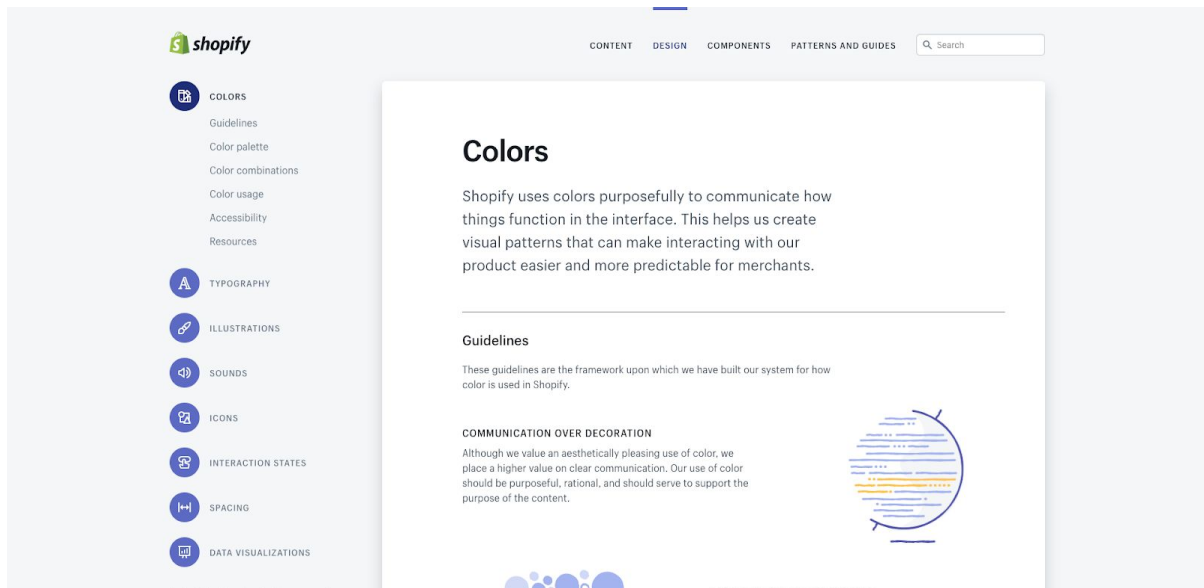 shopify
CONTENT
DESIGN
COMPONENTS
PATTERNS AND GUIDES
Search
COLORS
Guidelines
Color palette
Color combinations
Color usage
Accessibility
Resources
TYPOGRAPHY
ILLUSTRATIONS
SOUNDS
ICONS
INTERACTION STATES
SPACING
DATA VISUALIZATIONS
Colors
Shopify uses colors purposefully to communicate how
things function in the interface. This helps us create
visual patterns that can make interacting with our
product easier and more predictable for merchants.
Guidelines
These guidelines are the framework upon which we have built our system for how
color is used in Shopify.
COMMUNICATION OVER DECORATION
Although we value an aesthetically pleasing use of color, we
place a higher value on clear communication. Our use of color
should be purposeful, rational, and should serve to support the
purpose of the content.